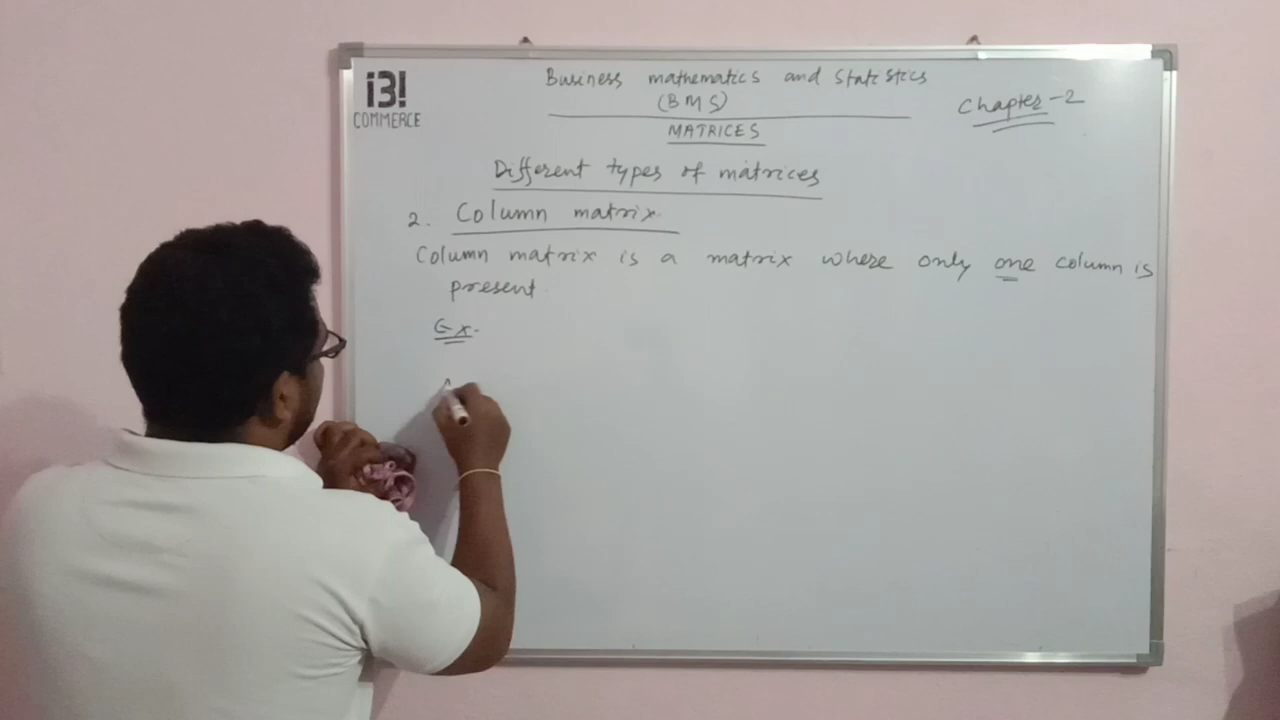 i3!
COMMERCE
Business mathematics and Statistics
(BMS)
Chapter-2
MATRICES
Different types of matrices
2. Column matrix.
Column matrix is a matrix where only one column is
present.
Ex.